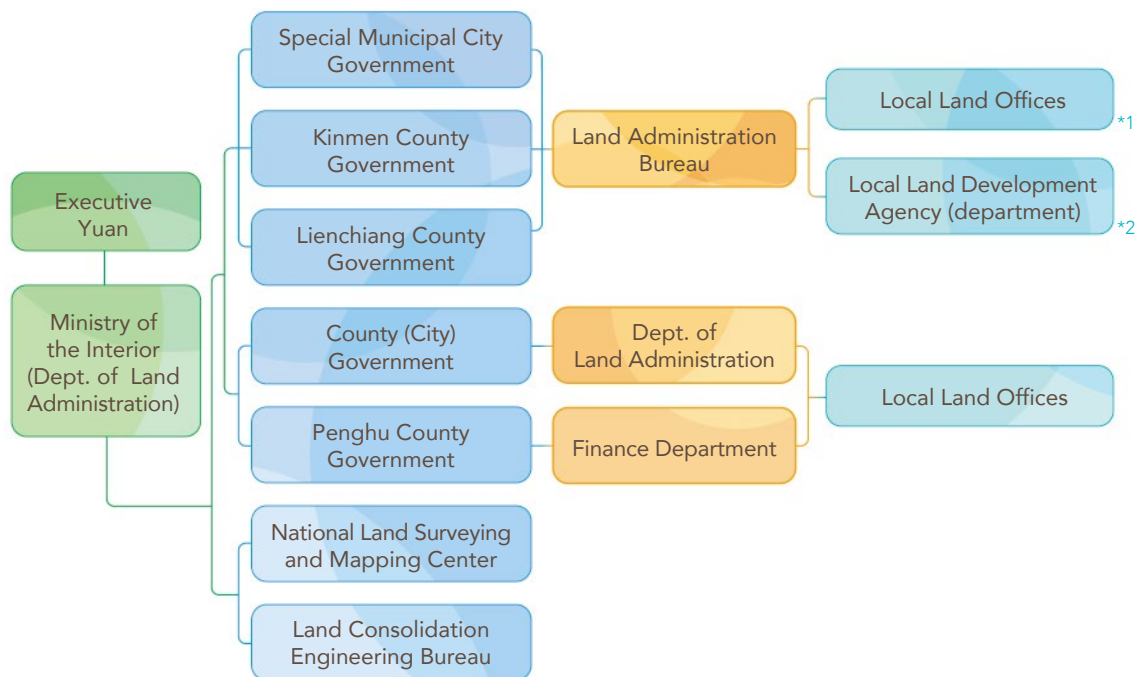 Executive
Yuan
Ministry of
the Interior
(Dept. of Land
Administration)
Special Municipal City
Government
Kinmen County
Government
Lienchiang County
Government
County (City)
Government
Penghu County
Government
National Land Surveying
and Mapping Center
Land Consolidation
Engineering Bureau
Land Administration
Bureau
Dept. of
Land Administration
Finance Department
Local Land Offices
*1
Local Land Development
Agency (department)
*2
Local Land Offices